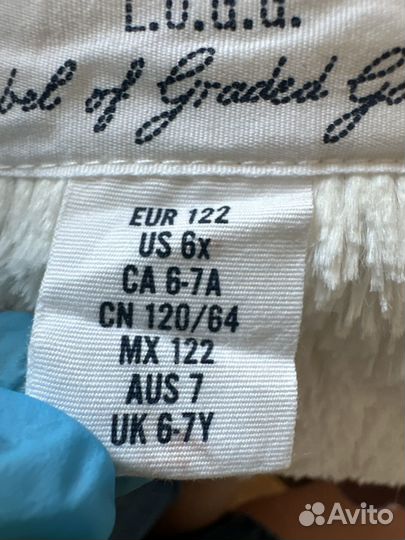 L.O.G.G.
of Graded
EUR 122
US 6x
CA 6-7A
CN 120/64
MX 122
AUS 7
UK 6-7Y
Avito